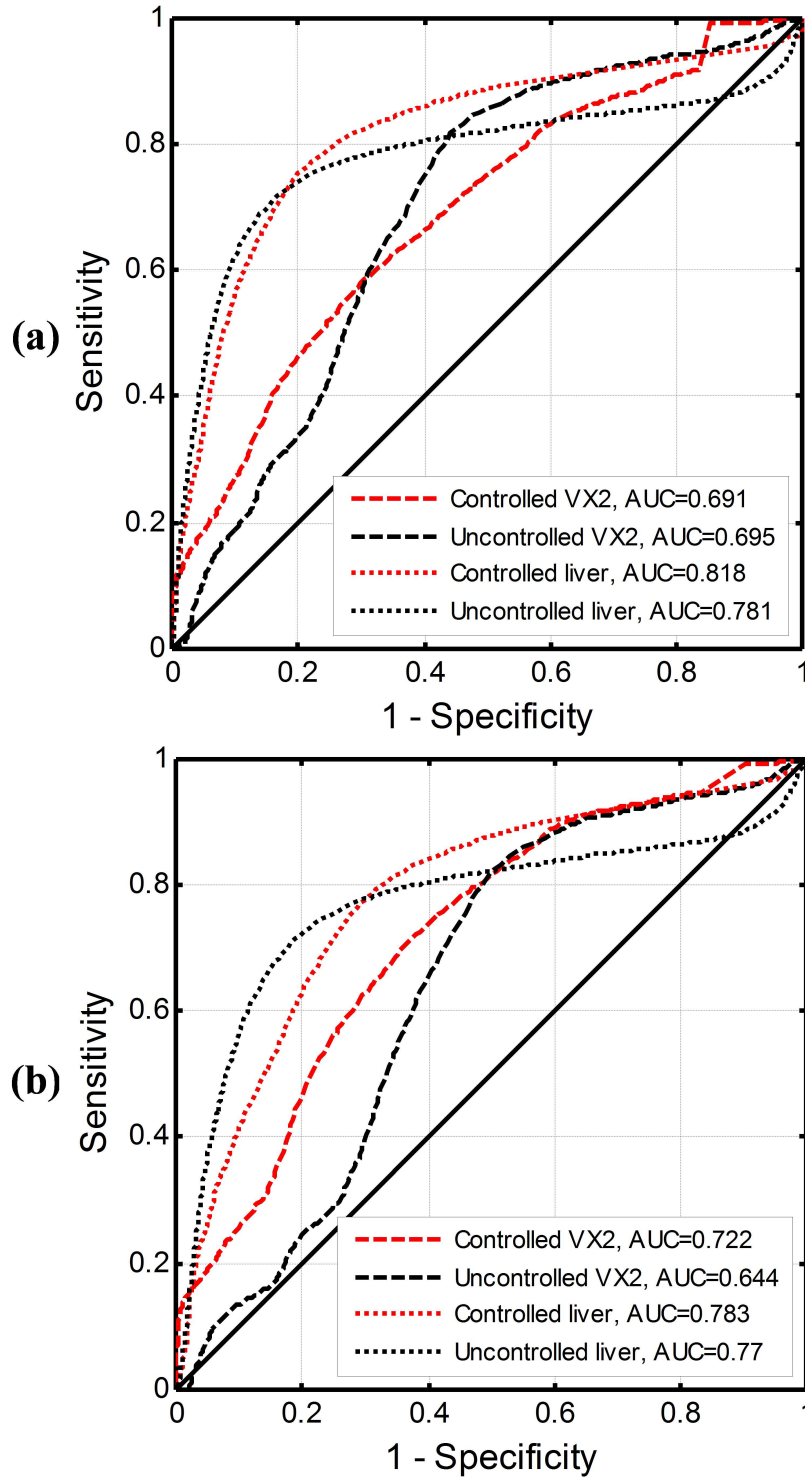 1
0.8
0.6
(a)
Sensitivity
0.4
0.2
0
Controlled VX2, AUC=0.691
Uncontrolled VX2, AUC=0.695
Controlled liver, AUC=0.818
Uncontrolled liver, AUC=0.781
0 0.2 0.4 0.6 0.8 1
1 - Specificity
1
0.8
0.6
(b)
Sensitivity
0.4
0.2
0
Controlled VX2, AUC=0.722
Uncontrolled VX2, AUC=0.644
Controlled liver, AUC=0.783
Uncontrolled liver, AUC=0.77
0 0.2 0.4 0.6 0.8 1
1 - Specificity